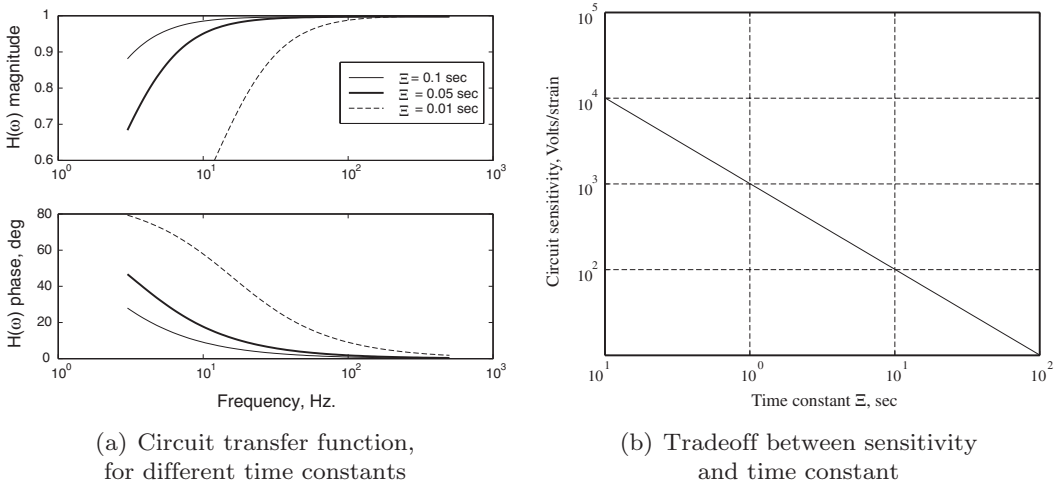 1
0.9
0.8
0.7
0.6
H(ω) magnitude
Ξ = 0.1 sec
Ξ = 0.05 sec
Ξ = 0.01 sec
10^0
10^1
10^2
10^3
80
60
40
20
0
H(ω) phase, deg
10^0
10^1
10^2
10^3
Frequency, Hz.
(a) Circuit transfer function,
for different time constants
10^5
10^4
10^3
10^2
Circuit sensitivity, Volts/strain
10^1
10^0
10^1
10^2
Time constant Ξ, sec
(b) Tradeoff between sensitivity
and time constant